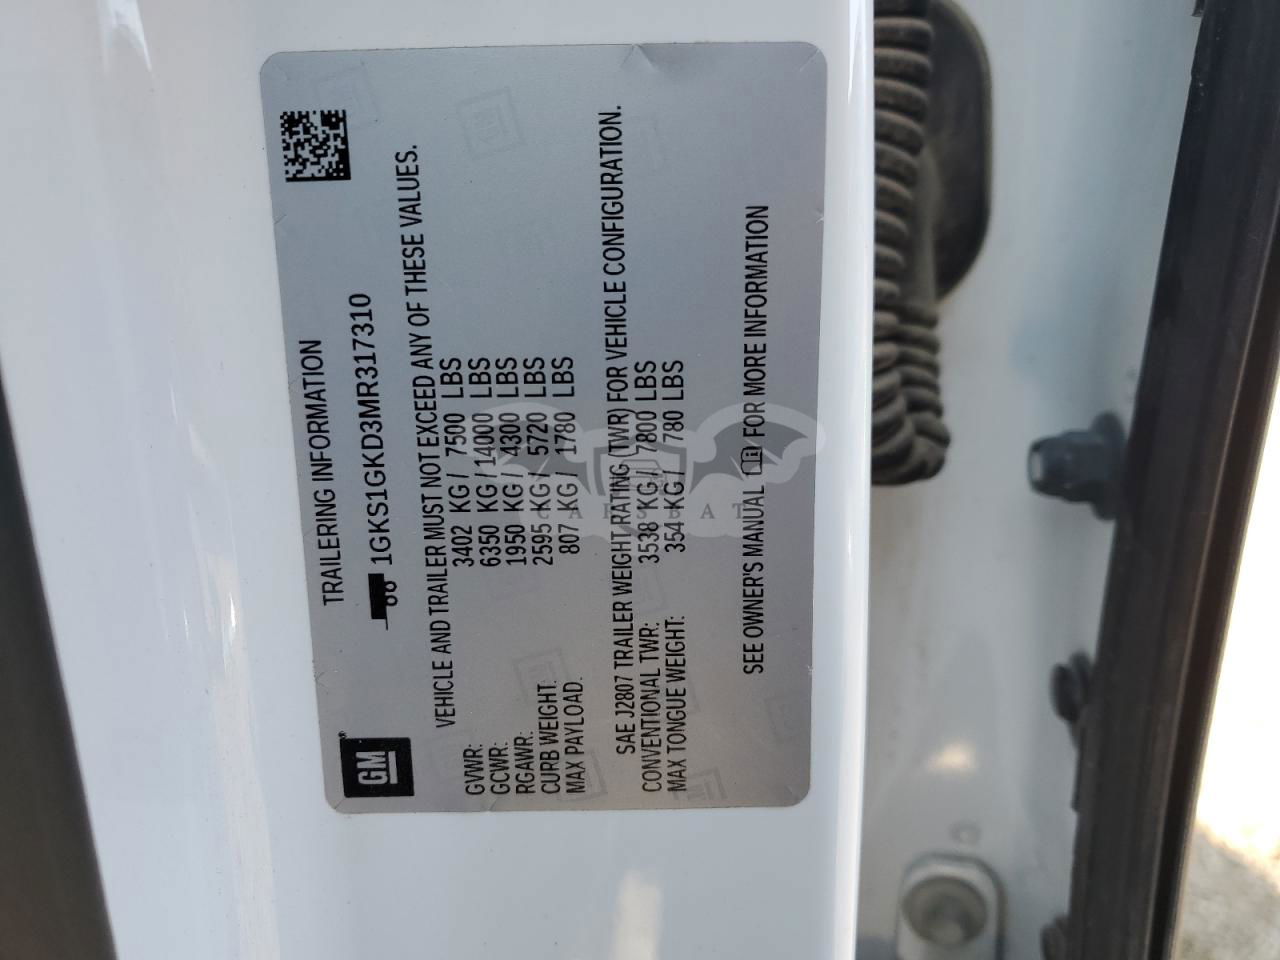 GM
TRAILERING INFORMATION
1GKS1GKD3MR317310
VEHICLE AND TRAILER MUST NOT EXCEED ANY OF THESE VALUES.
GVWR: 3402 KG / 7500 LBS
GCWR: 6350 KG / 14000 LBS
RGAWR: 1950 KG / 4300 LBS
CURB WEIGHT: 2595 KG / 5720 LBS
MAX PAYLOAD: 807 KG / 1780 LBS
SAE J2807 TRAILER WEIGHT RATING (TWR) FOR VEHICLE CONFIGURATION.
CONVENTIONAL TWR: 3538 KG / 7800 LBS
MAX TONGUE WEIGHT: 354 KG / 780 LBS
SEE OWNER'S MANUAL FOR MORE INFORMATION
CARSBAT